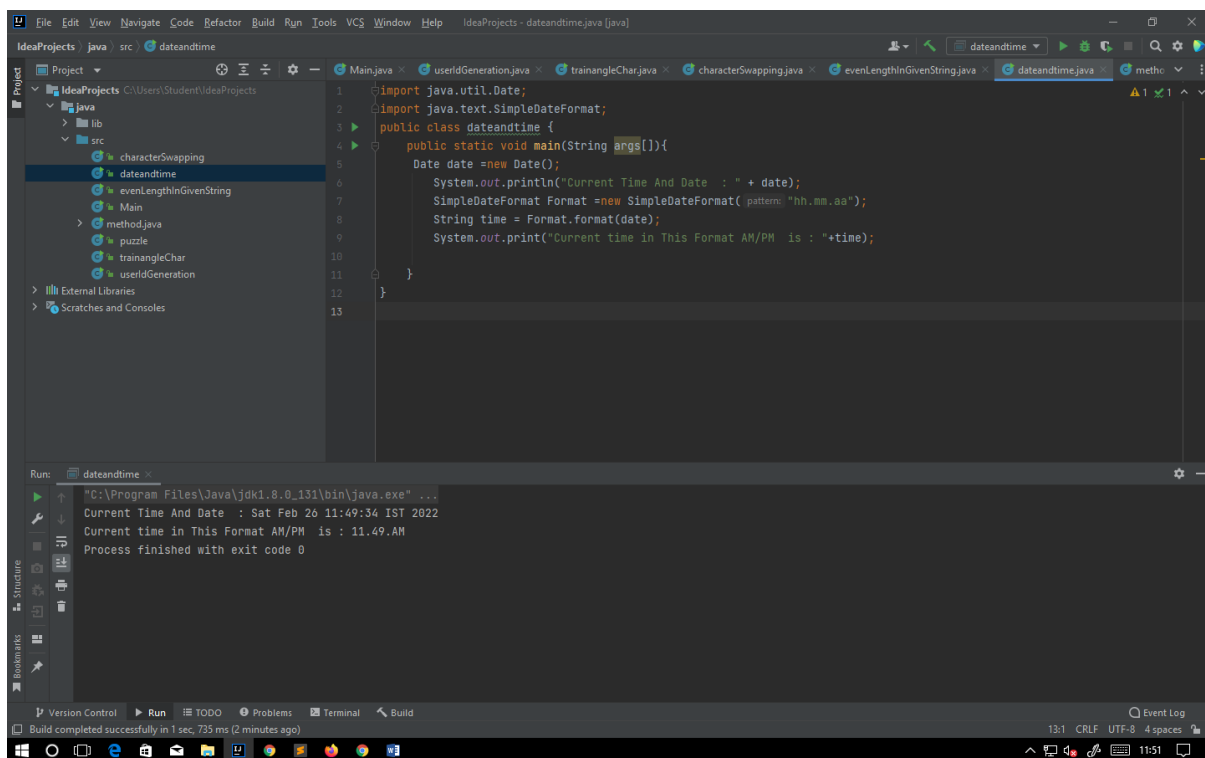 File Edit View Navigate Code Refactor Build Run Tools VCS Window Help IdeaProjects - dateandtime.java [java]
IdeaProjects java src dateandtime
dateandtime
Project
Project
Main.java userIdGeneration.java trainangleChar.java characterSwapping.java evenLengthInGivenString.java dateandtime.java metho
IdeaProjects C:\Users\Student\IdeaProjects
java
lib
src
characterSwapping
dateandtime
evenLengthInGivenString
Main
method.java
puzzle
trainangleChar
userIdGeneration
External Libraries
Scratches and Consoles
1 import java.util.Date;
2 import java.text.SimpleDateFormat;
3 public class dateandtime {
4 public static void main(String args[]){
5 Date date =new Date();
6 System.out.println("Current Time And Date  : " + date);
7 SimpleDateFormat Format =new SimpleDateFormat( pattern: "hh.mm.aa");
8 String time = Format.format(date);
9 System.out.print("Current time in This Format AM/PM  is : "+time);
10
11 }
12 }
13
1 1
Run: dateandtime
"C:\Program Files\Java\jdk1.8.0_131\bin\java.exe" ...
Current Time And Date  : Sat Feb 26 11:49:34 IST 2022
Current time in This Format AM/PM  is : 11.49.AM
Process finished with exit code 0
Structure
Bookmarks
Version Control Run TODO Problems Terminal Build Event Log
Build completed successfully in 1 sec, 735 ms (2 minutes ago) 13:1 CRLF UTF-8 4 spaces
11:51